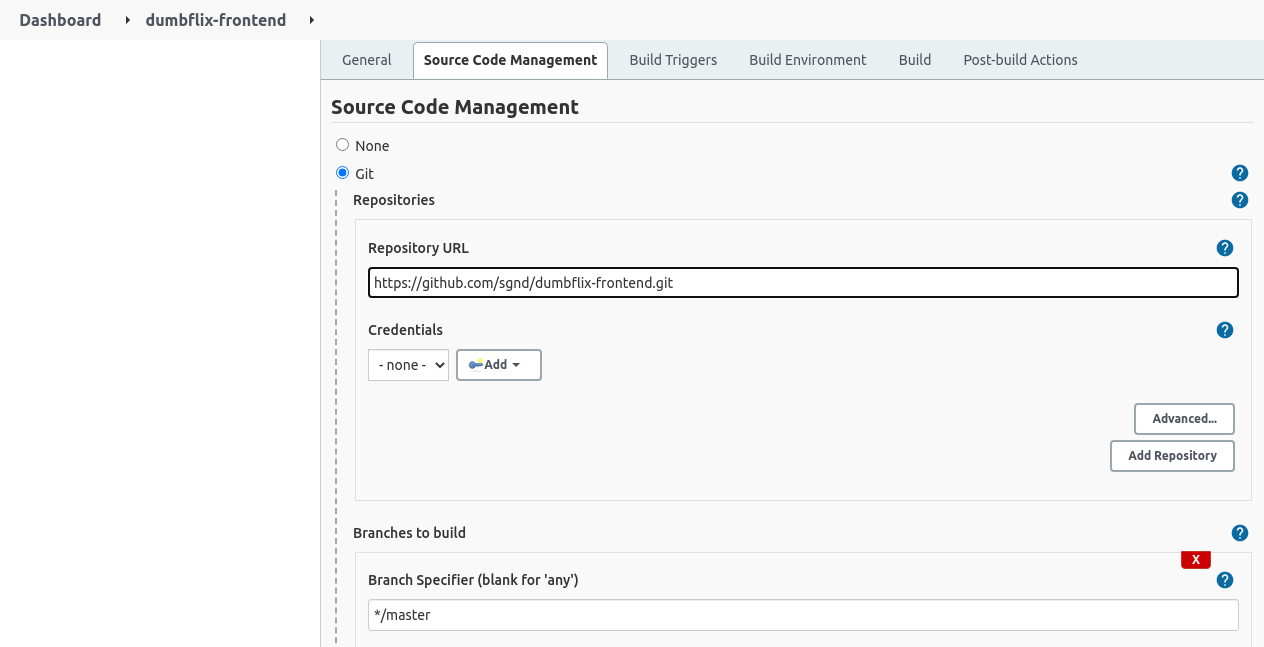 Dashboard dumbflix-frontend
General Source Code Management Build Triggers Build Environment Build Post-build Actions
Source Code Management
None
Git ?
Repositories ?
Repository URL ?
https://github.com/sgnd/dumbflix-frontend.git
Credentials ?
- none - Add
Advanced...
Add Repository
Branches to build ?
X
Branch Specifier (blank for 'any') ?
*/master